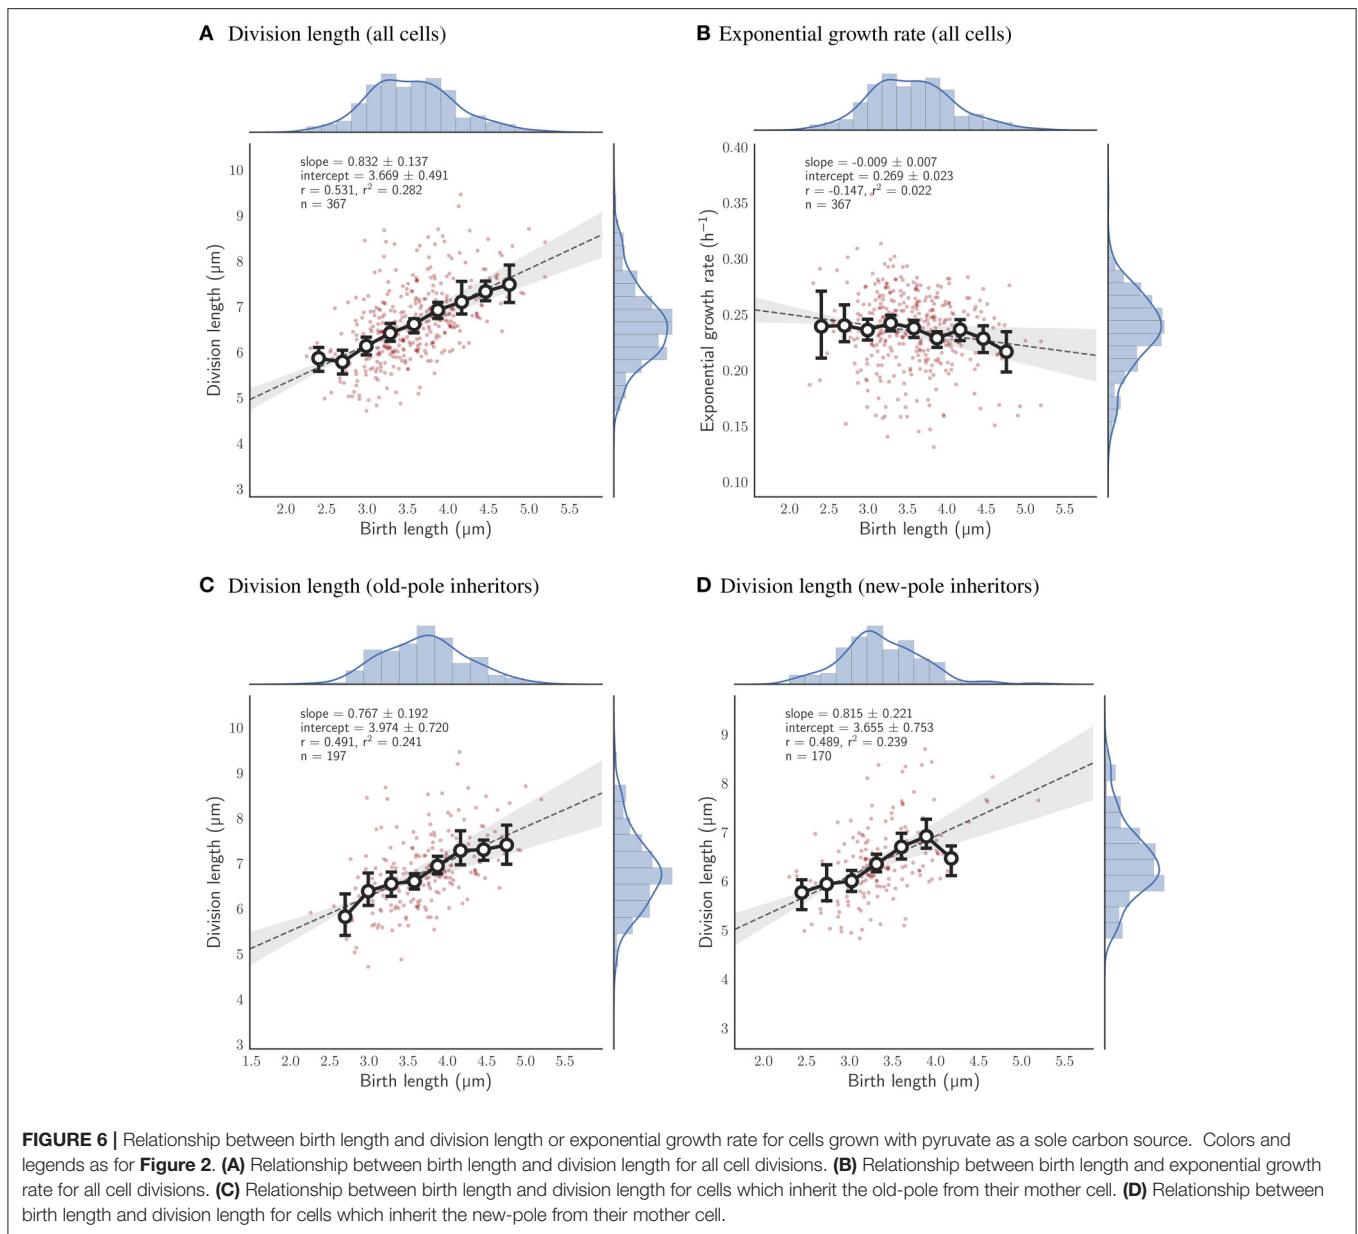 A Division length (all cells)
slope = 0.832 ± 0.137
intercept = 3.669 ± 0.491
r = 0.531, r² = 0.282
n = 367
Division length (μm)
10
9
8
7
6
5
4
3
2.0 2.5 3.0 3.5 4.0 4.5 5.0 5.5
Birth length (μm)
B Exponential growth rate (all cells)
slope = -0.009 ± 0.007
intercept = 0.269 ± 0.023
r = -0.147, r² = 0.022
n = 367
Exponential growth rate (h⁻¹)
0.40
0.35
0.30
0.25
0.20
0.15
0.10
2.0 2.5 3.0 3.5 4.0 4.5 5.0 5.5
Birth length (μm)
C Division length (old-pole inheritors)
slope = 0.767 ± 0.192
intercept = 3.974 ± 0.720
r = 0.491, r² = 0.241
n = 197
Division length (μm)
10
9
8
7
6
5
4
3
1.5 2.0 2.5 3.0 3.5 4.0 4.5 5.0 5.5
Birth length (μm)
D Division length (new-pole inheritors)
slope = 0.815 ± 0.221
intercept = 3.655 ± 0.753
r = 0.489, r² = 0.239
n = 170
Division length (μm)
9
8
7
6
5
4
3
2.0 2.5 3.0 3.5 4.0 4.5 5.0 5.5
Birth length (μm)
FIGURE 6 | Relationship between birth length and division length or exponential growth rate for cells grown with pyruvate as a sole carbon source. Colors and
legends as for Figure 2. (A) Relationship between birth length and division length for all cell divisions. (B) Relationship between birth length and exponential growth
rate for all cell divisions. (C) Relationship between birth length and division length for cells which inherit the old-pole from their mother cell. (D) Relationship between
birth length and division length for cells which inherit the new-pole from their mother cell.